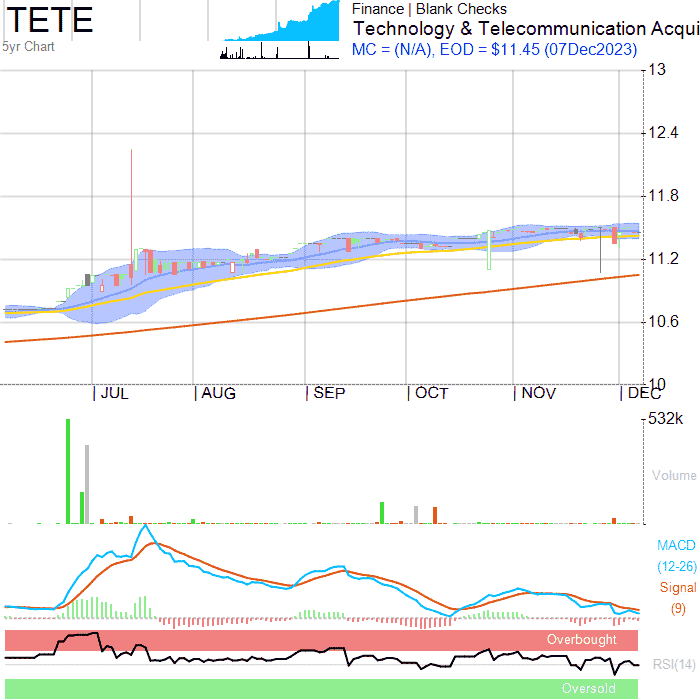 TETE
5yr Chart
Finance | Blank Checks
Technology & Telecommunication Acqui
MC = (N/A), EOD = $11.45 (07Dec2023)
13
12.4
11.8
11.2
10.6
10
JUL AUG SEP OCT NOV DEC
532k
Volume
MACD
(12-26)
Signal
(9)
Overbought
RSI(14)
Oversold